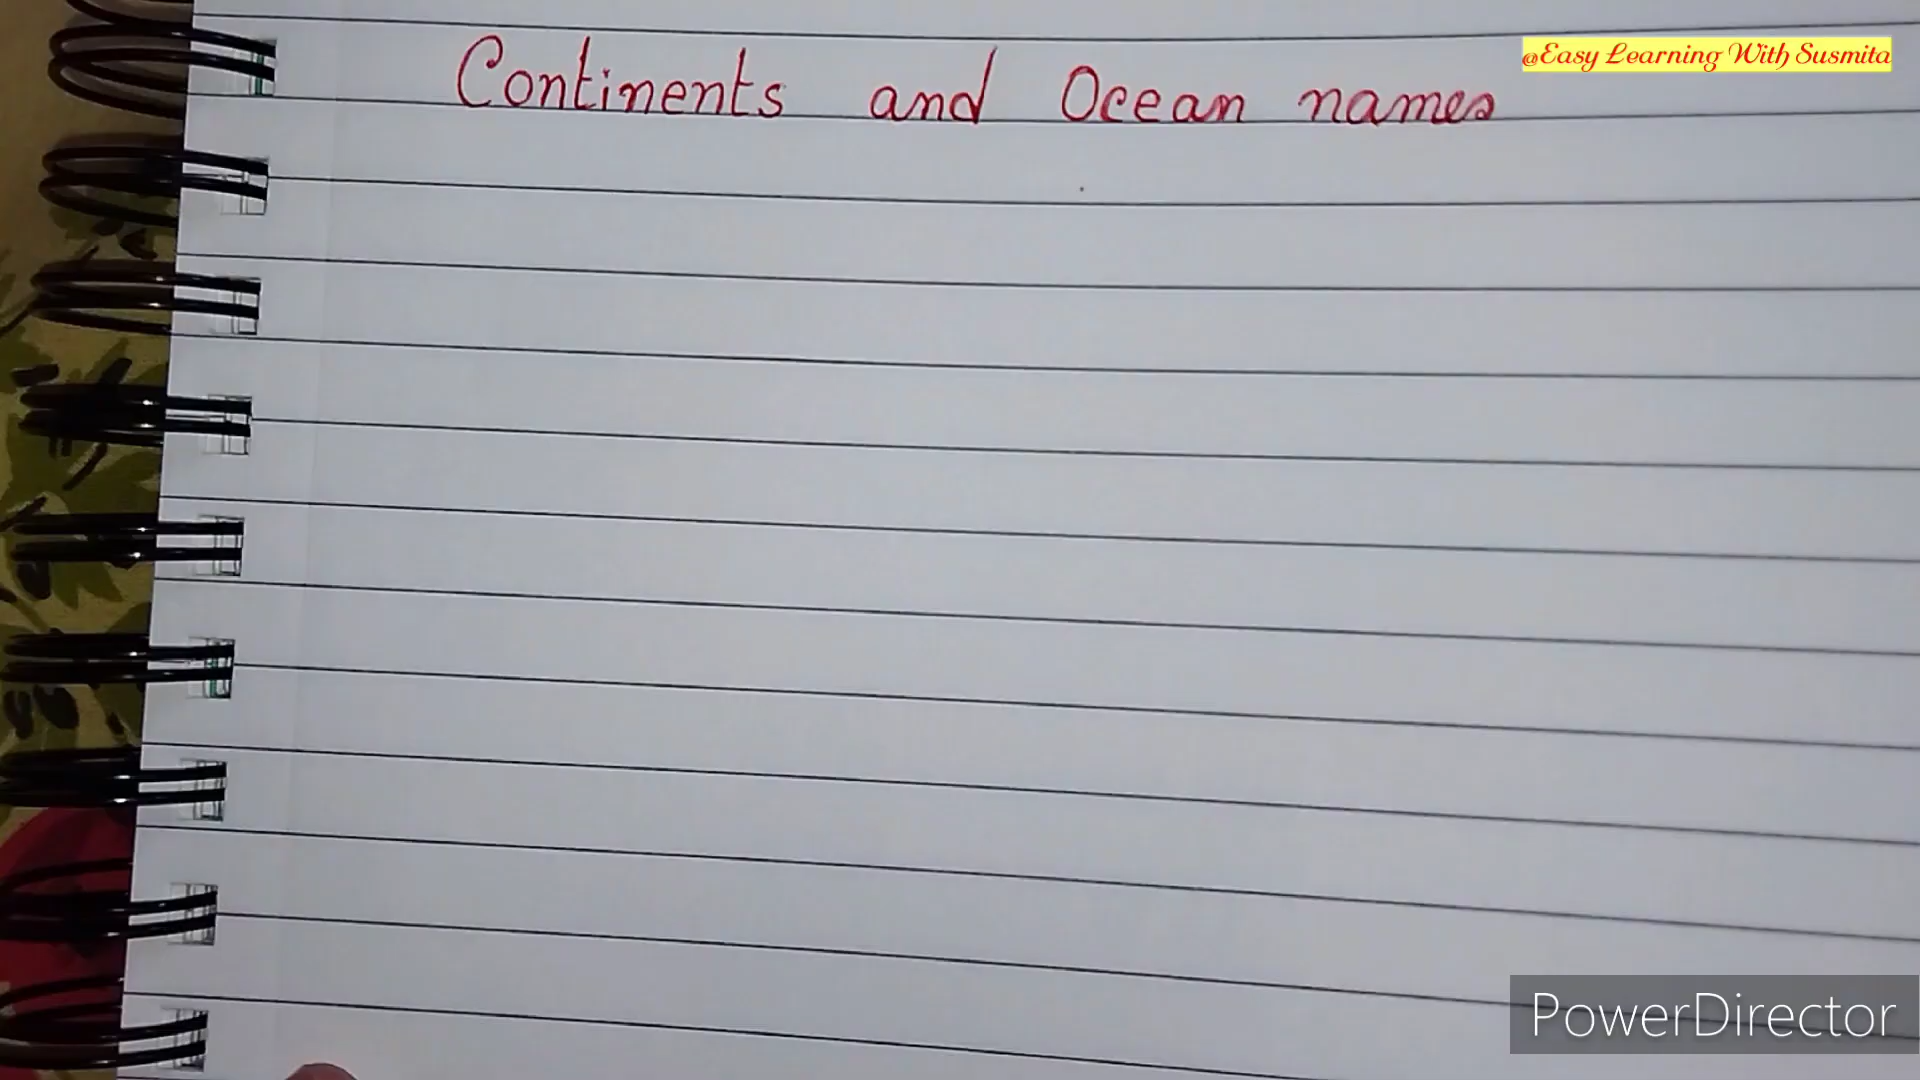 Continents and Ocean names
@Easy Learning With Susmita
PowerDirector